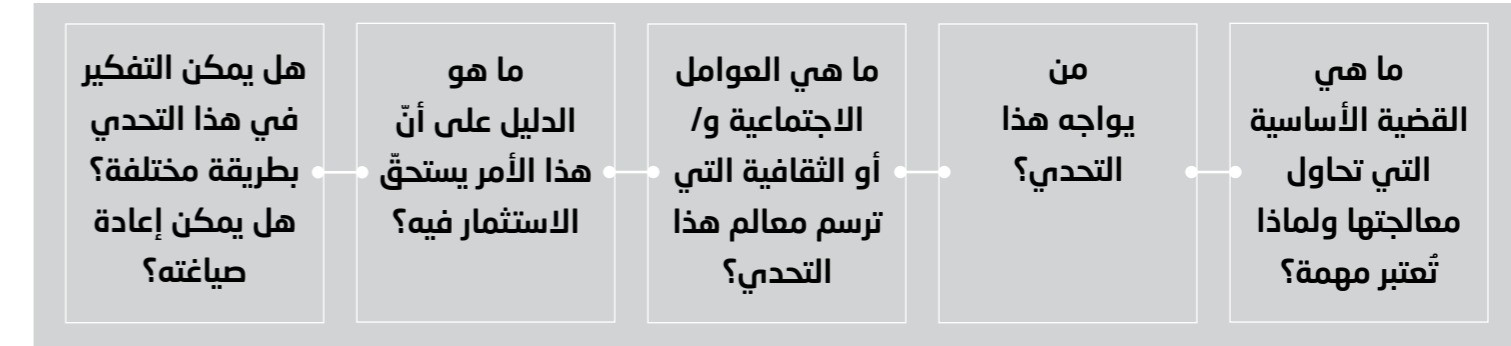 ما هي
القضية الأساسية
التي تحاول
معالجتها ولماذا
تُعتبر مهمة؟
من
يواجه هذا
التحدي؟
ما هي العوامل
الاجتماعية و/
أو الثقافية التي
ترسم معالم هذا
التحدي؟
ما هو
الدليل على أنّ
هذا الأمر يستحقّ
الاستثمار فيه؟
هل يمكن التفكير
في هذا التحدي
بطريقة مختلفة؟
هل يمكن إعادة
صياغته؟